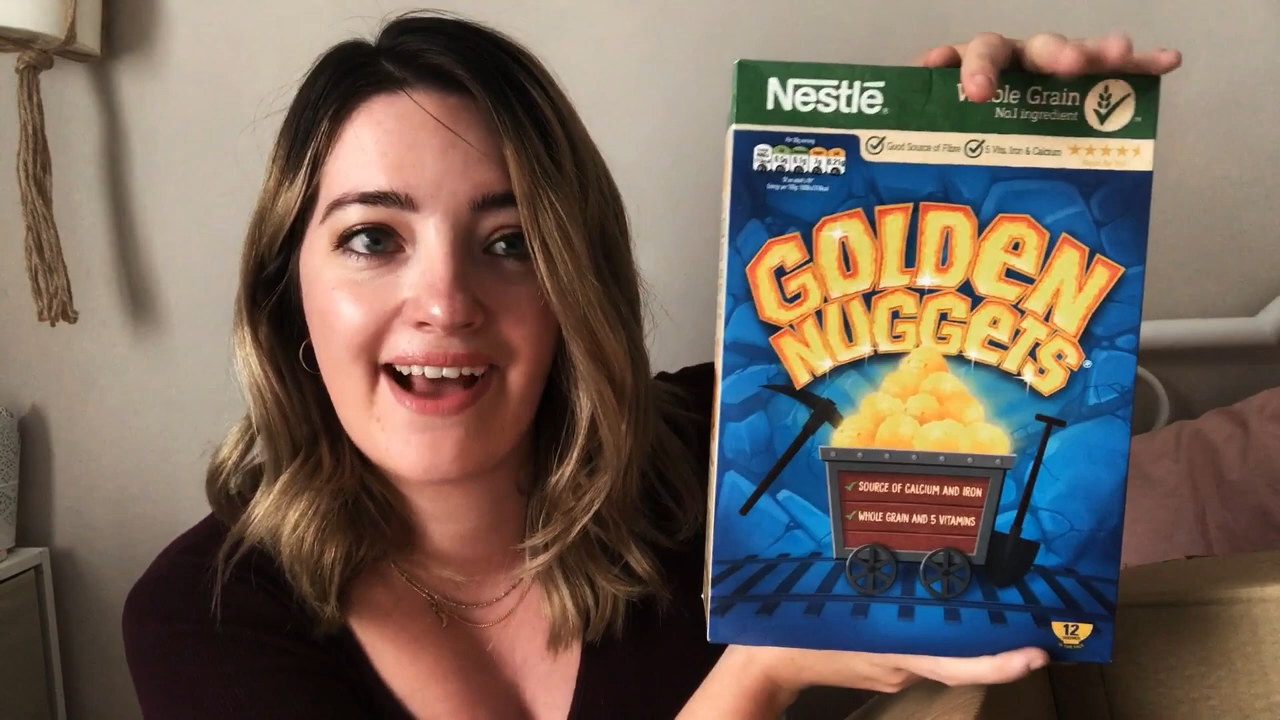 Nestlé
Whole Grain
No.1 Ingredient
Good Source of Fibre
5 Vits, Iron & Calcium
GOLDEN
NUGGETS
SOURCE OF CALCIUM AND IRON
WHOLE GRAIN AND 5 VITAMINS
12